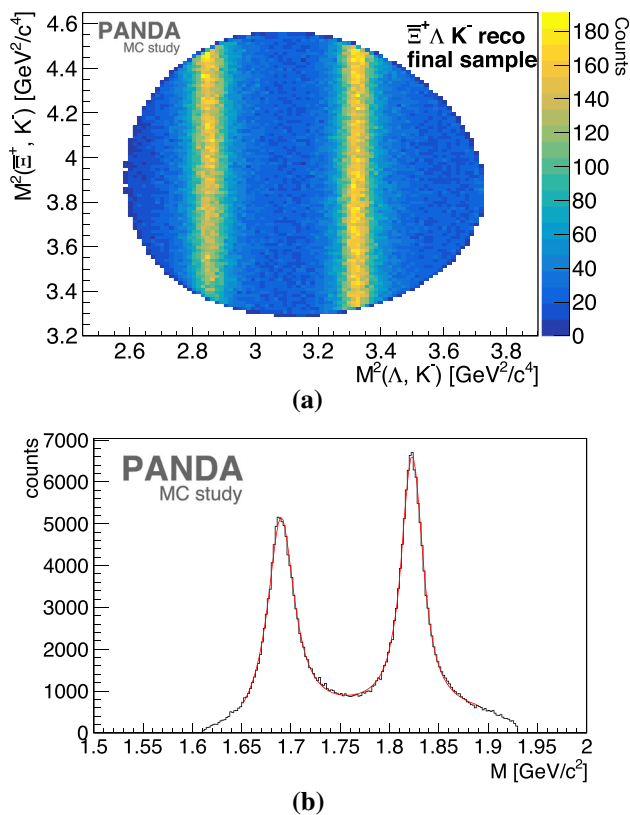 PANDA
MC study
Ξ̅⁺ Λ K⁻ reco
final sample
M²(Ξ̅⁺, K⁻) [GeV²/c⁴]
4.6
4.4
4.2
4
3.8
3.6
3.4
3.2
2.6 2.8 3 3.2 3.4 3.6 3.8
M²(Λ, K⁻) [GeV²/c⁴]
Counts
180
160
140
120
100
80
60
40
20
0
(a)
PANDA
MC study
counts
7000
6000
5000
4000
3000
2000
1000
0
1.5 1.55 1.6 1.65 1.7 1.75 1.8 1.85 1.9 1.95 2
M [GeV/c²]
(b)